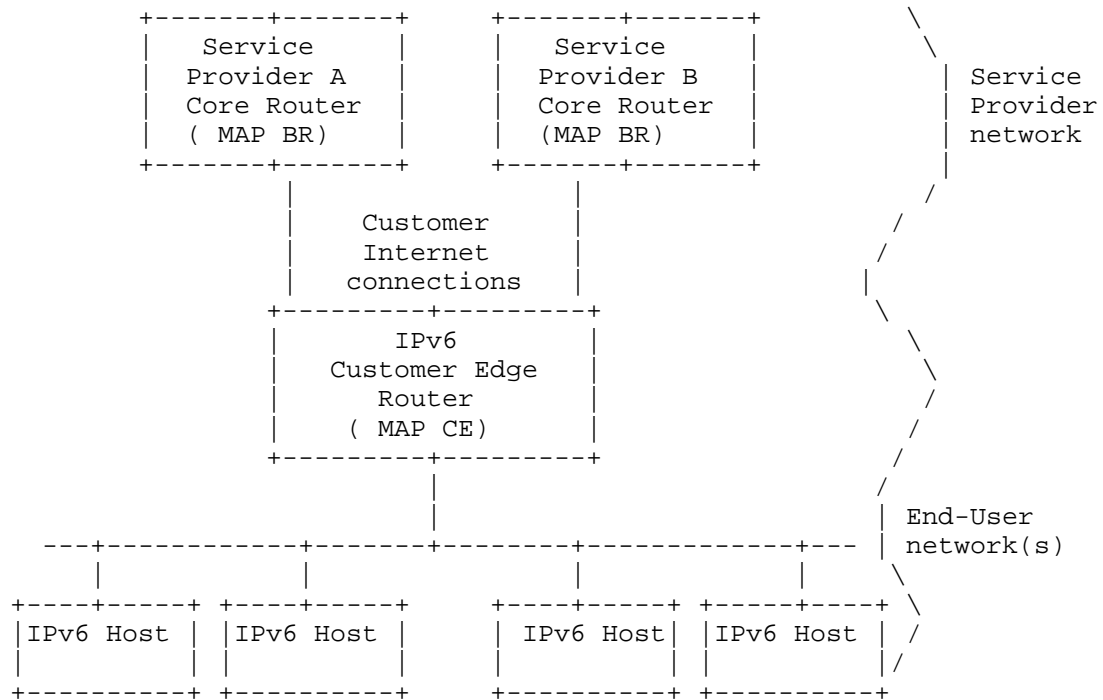 Service Provider A Core Router ( MAP BR)
Service Provider B Core Router (MAP BR)
Service Provider network
Customer Internet connections
IPv6 Customer Edge Router ( MAP CE)
End-User network(s)
IPv6 Host
IPv6 Host
IPv6 Host
IPv6 Host